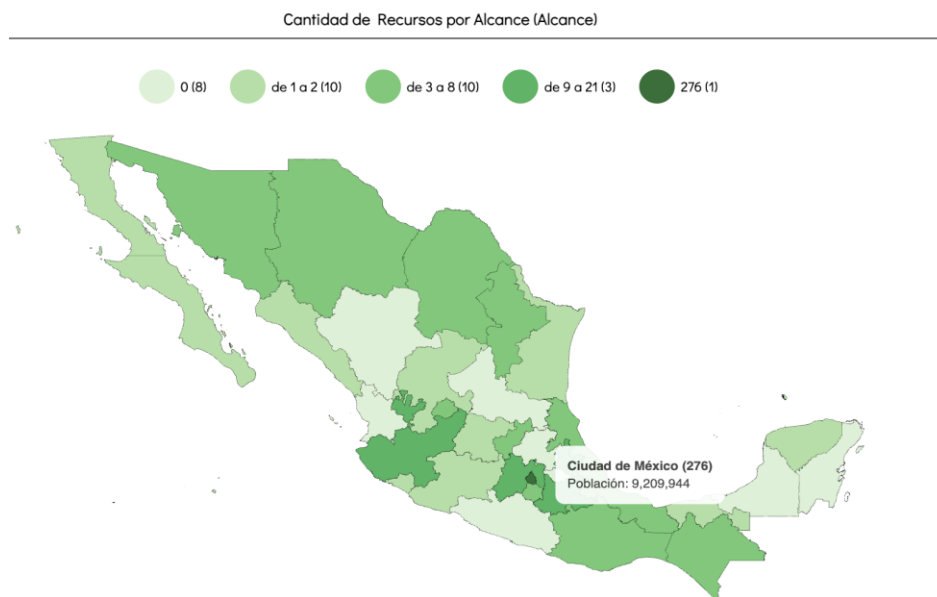 Cantidad de Recursos por Alcance (Alcance)
0 (8) de 1 a 2 (10) de 3 a 8 (10) de 9 a 21 (3) 276 (1)
Ciudad de México (276)
Población: 9,209,944